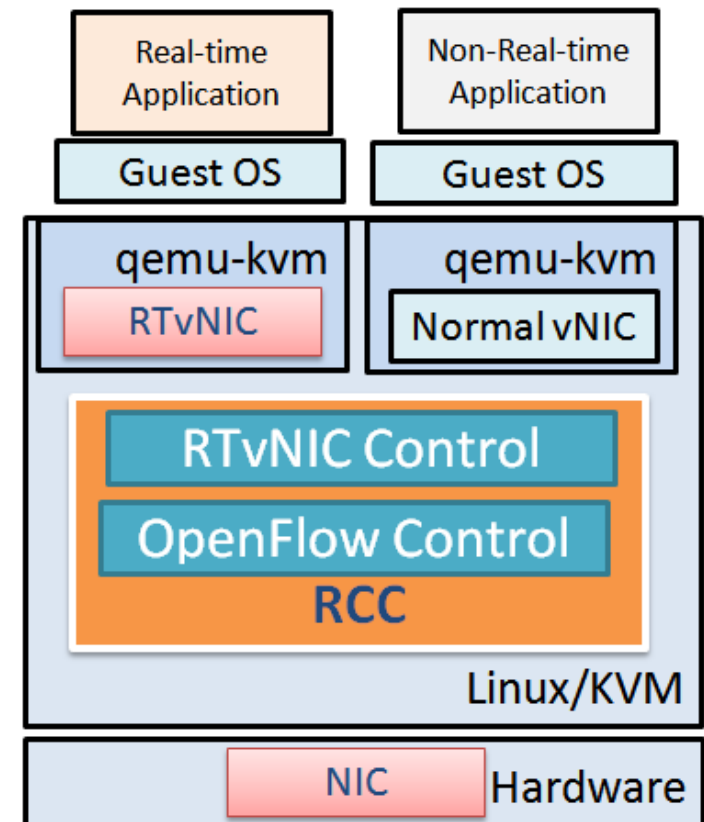 Real-time
Application
Non-Real-time
Application
Guest OS
Guest OS
qemu-kvm
RTvNIC
qemu-kvm
Normal vNIC
RTvNIC Control
OpenFlow Control
RCC
Linux/KVM
NIC
Hardware